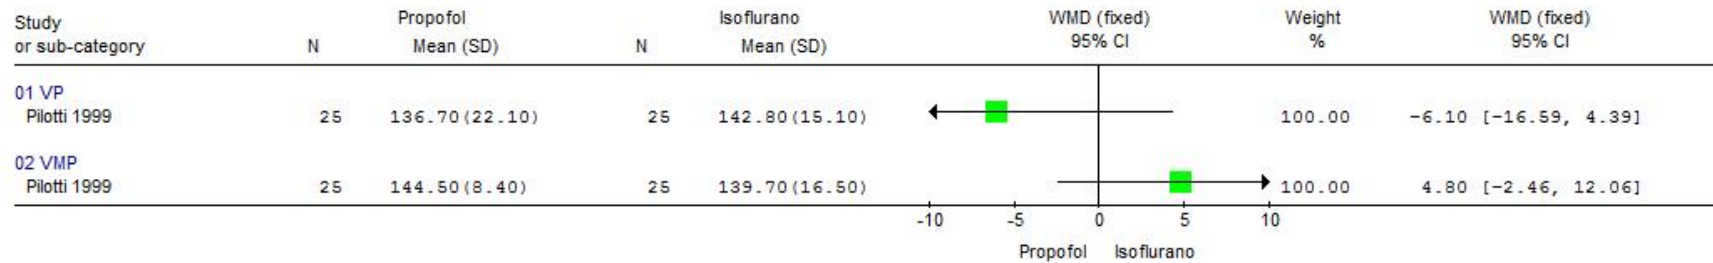 Study Propofol Isoflurano WMD (fixed) Weight WMD (fixed)
or sub-category N Mean (SD) N Mean (SD) 95% CI % 95% CI
01 VP
Pilotti 1999 25 136.70(22.10) 25 142.80(15.10) 100.00 -6.10 [-16.59, 4.39]
02 VMP
Pilotti 1999 25 144.50(8.40) 25 139.70(16.50) 100.00 4.80 [-2.46, 12.06]
-10 -5 0 5 10
Propofol Isoflurano